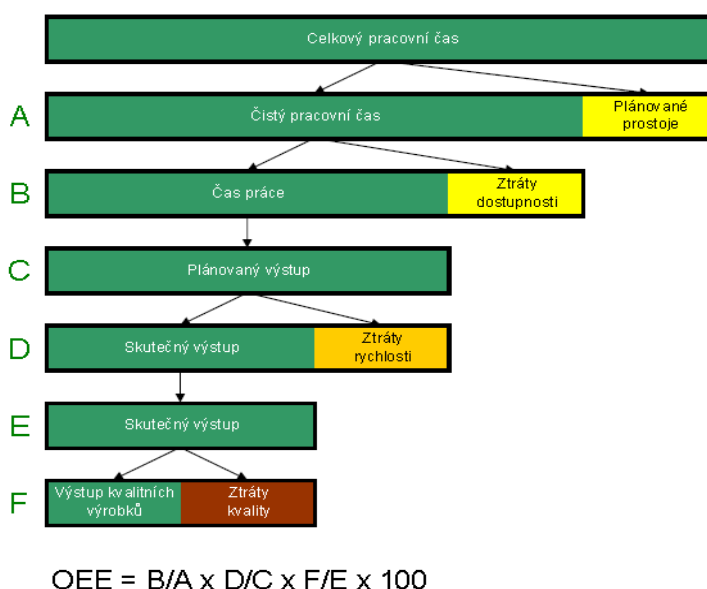 Celkový pracovní čas
A
Čistý pracovní čas
Plánované
prostoje
B
Čas práce
Ztráty
dostupnosti
C
Plánovaný výstup
D
Skutečný výstup
Ztráty
rychlosti
E
Skutečný výstup
F
Výstup kvalitních
výrobků
Ztráty
kvality
OEE = B/A x D/C x F/E x 100